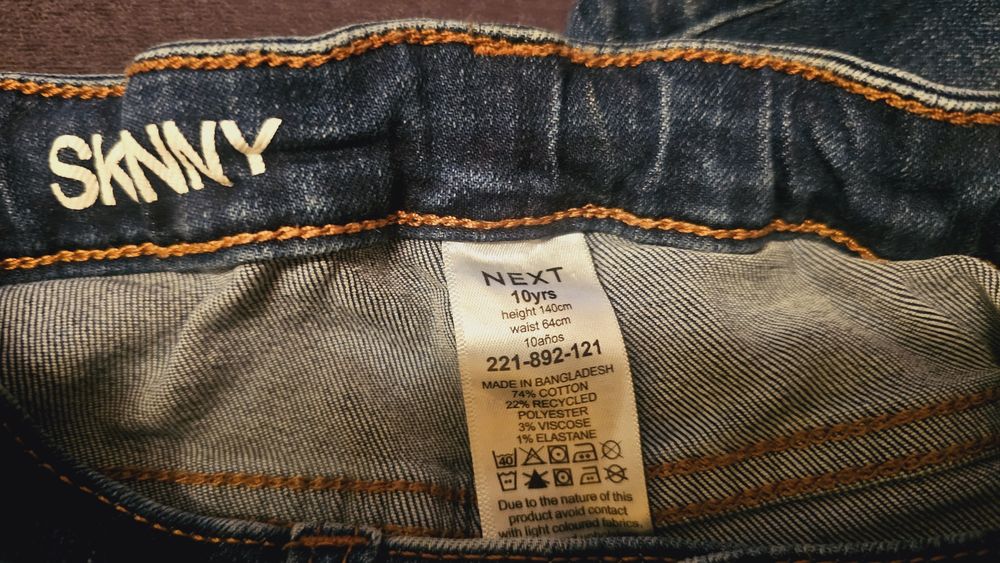 SKNNY
NEXT
10yrs
height 140cm
waist 64cm
10años
221-892-121
MADE IN BANGLADESH
74% COTTON
22% RECYCLED
POLYESTER
3% VISCOSE
1% ELASTANE
40
Due to the nature of this
product avoid contact
with light coloured fabrics,